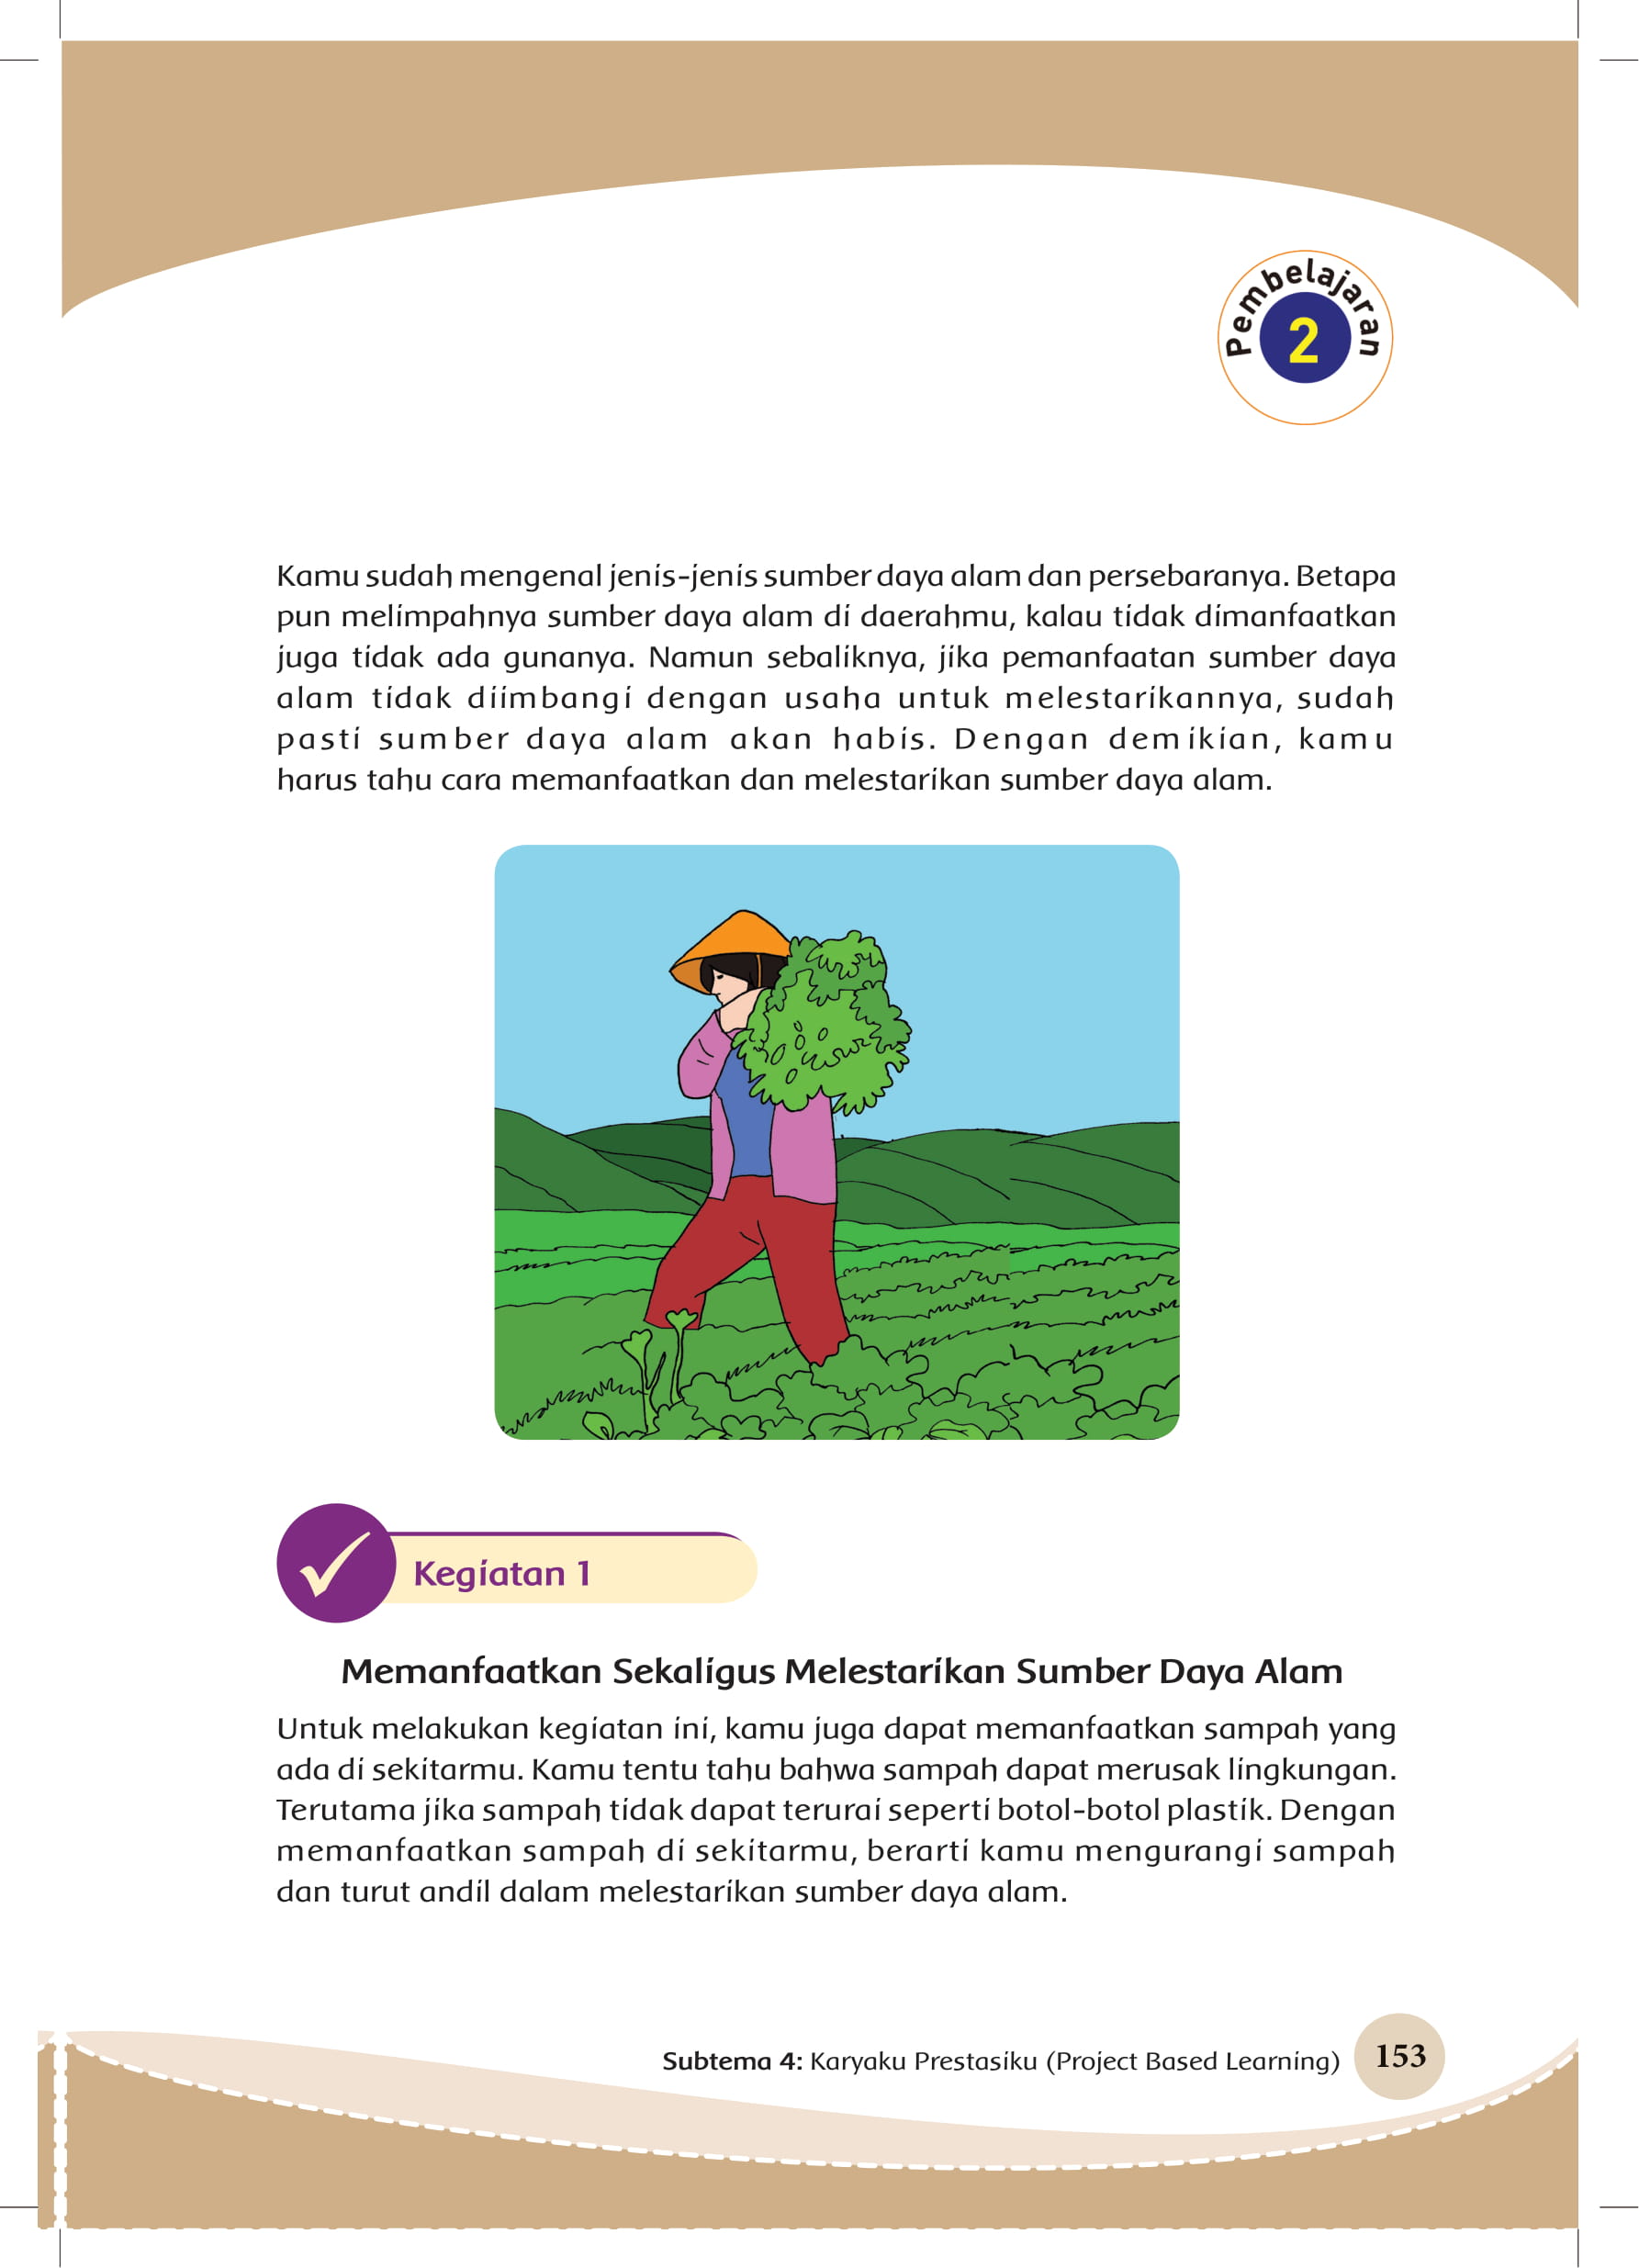 Pembelajaran
2
Kamu sudah mengenal jenis-jenis sumber daya alam dan persebaranya. Betapa
pun melimpahnya sumber daya alam di daerahmu, kalau tidak dimanfaatkan
juga tidak ada gunanya. Namun sebaliknya, jika pemanfaatan sumber daya
alam tidak diimbangi dengan usaha untuk melestarikannya, sudah
pasti sumber daya alam akan habis. Dengan demikian, kamu
harus tahu cara memanfaatkan dan melestarikan sumber daya alam.
Kegiatan 1
Memanfaatkan Sekaligus Melestarikan Sumber Daya Alam
Untuk melakukan kegiatan ini, kamu juga dapat memanfaatkan sampah yang
ada di sekitarmu. Kamu tentu tahu bahwa sampah dapat merusak lingkungan.
Terutama jika sampah tidak dapat terurai seperti botol-botol plastik. Dengan
memanfaatkan sampah di sekitarmu, berarti kamu mengurangi sampah
dan turut andil dalam melestarikan sumber daya alam.
Subtema 4: Karyaku Prestasiku (Project Based Learning) 153